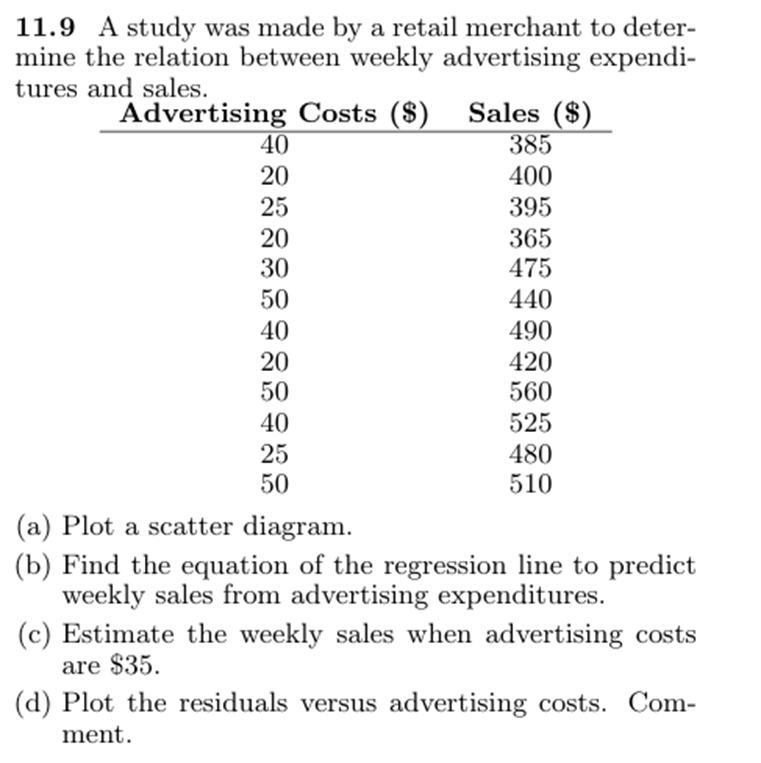 11.9 A study was made by a retail merchant to deter-
mine the relation between weekly advertising expendi-
tures and sales.
Advertising Costs ($) Sales ($)
40 385
20 400
25 395
20 365
30 475
50 440
40 490
20 420
50 560
40 525
25 480
50 510
(a) Plot a scatter diagram.
(b) Find the equation of the regression line to predict
weekly sales from advertising expenditures.
(c) Estimate the weekly sales when advertising costs
are $35.
(d) Plot the residuals versus advertising costs. Com-
ment.